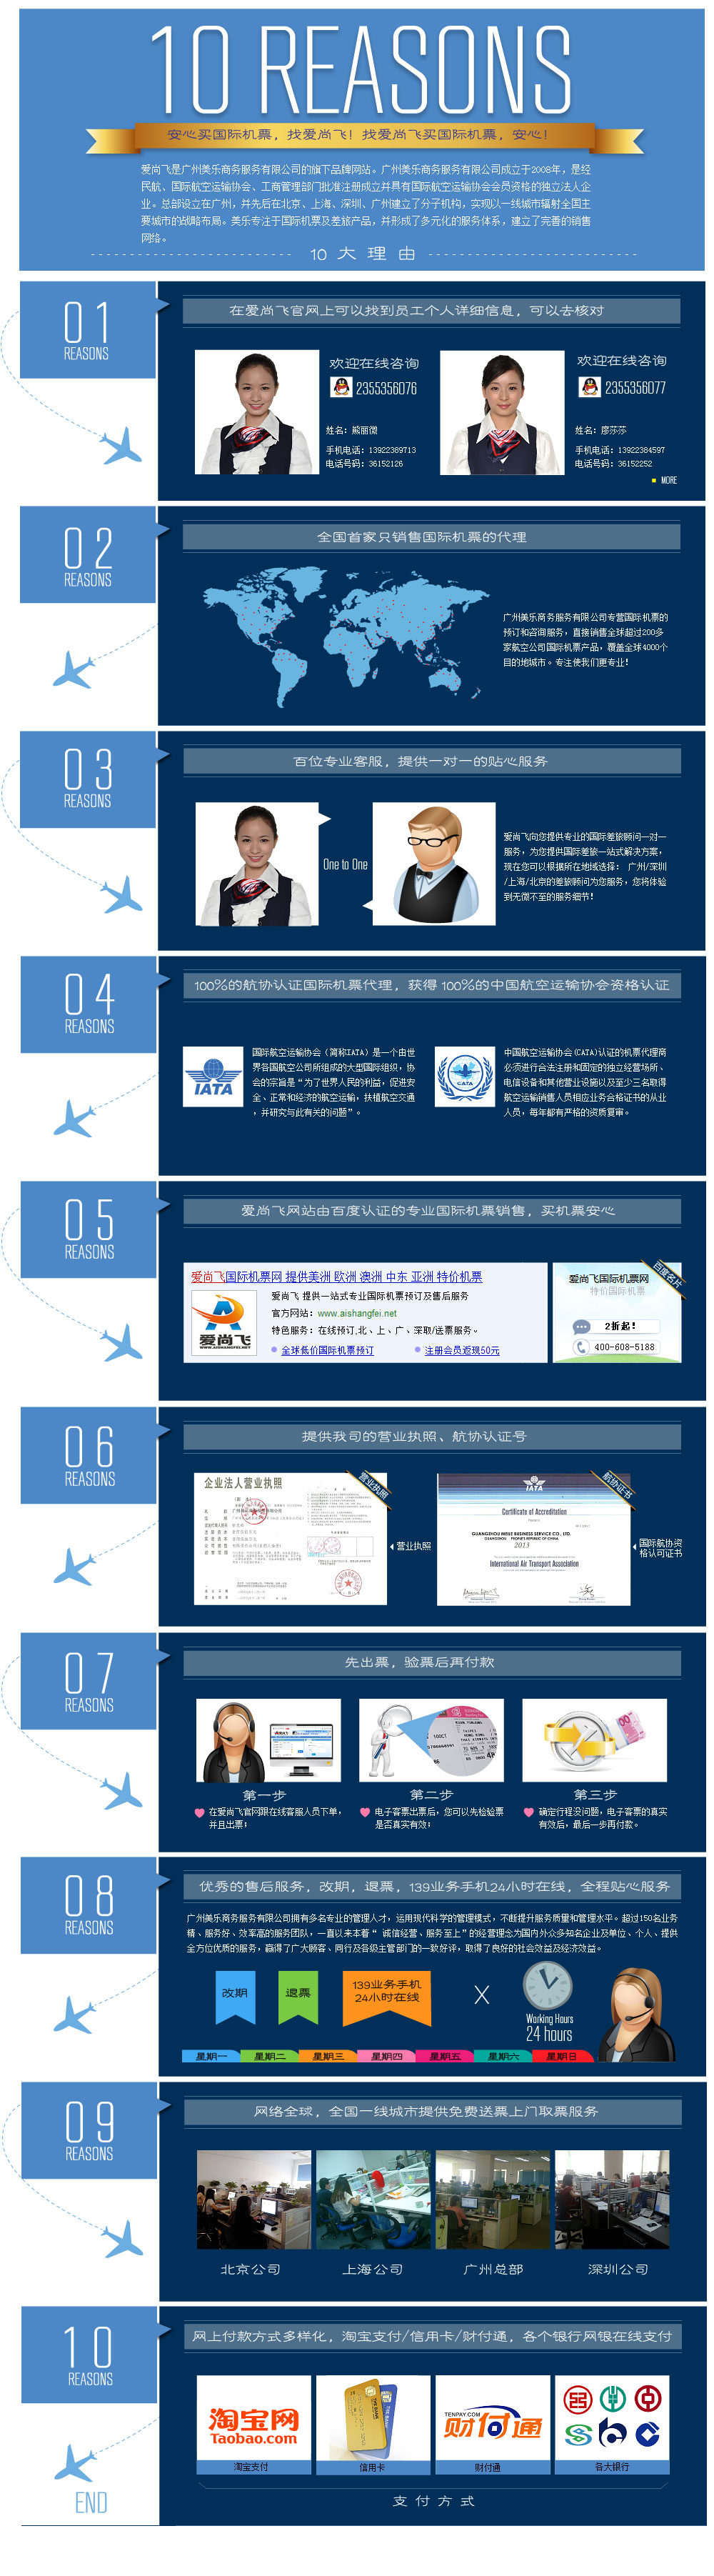 10 REASONS
安心买国际机票，找爱尚飞！找爱尚飞买国际机票，安心！
爱尚飞是广州美乐商务服务有限公司的旗下品牌网站。广州美乐商务服务有限公司成立于2008年，是经
民航、国际航空运输协会、工商管理部门批准注册成立并具有国际航空运输协会会员资格的独立法人企
业。总部设立在广州，并先后在北京、上海、深圳、广州建立了分子机构，实现以一线城市辐射全国主
要城市的战略布局。美乐专注于国际机票及差旅产品，并形成了多元化的服务体系，建立了完善的销售
网络。
10 大 理 由
01
REASONS
在爱尚飞官网上可以找到员工个人详细信息，可以去核对
欢迎在线咨询
2355356076
姓名：熊丽微
手机电话：13922389713
电话号码：36152126
欢迎在线咨询
2355356077
姓名：廖莎莎
手机电话：13922384597
电话号码：36152252
MORE
02
REASONS
全国首家只销售国际机票的代理
广州美乐商务服务有限公司专营国际机票的
预订和咨询服务，直接销售全球超过200多
家航空公司国际机票产品，覆盖全球4000个
目的地城市。专注使我们更专业！
03
REASONS
百位专业客服，提供一对一的贴心服务
One to One
爱尚飞向您提供专业的国际差旅顾问一对一
服务，为您提供国际差旅一站式解决方案，
现在您可以根据所在地域选择： 广州/深圳
/上海/北京的差旅顾问为您服务，您将体验
到无微不至的服务细节！
04
REASONS
100%的航协认证国际机票代理，获得 100%的中国航空运输协会资格认证
IATA
国际航空运输协会（简称IATA）是一个由世
界各国航空公司所组成的大型国际组织，协
会的宗旨是“为了世界人民的利益，促进安
全、正常和经济的航空运输，扶植航空交通
，并研究与此有关的问题”。
CATA
中国航空运输协会(CATA)认证的机票代理商
必须进行合法注册和固定的独立经营场所、
电信设备和其他营业设施以及至少三名取得
航空运输销售人员相应业务合格证书的从业
人员，每年都有严格的资质复审。
05
REASONS
爱尚飞网站由百度认证的专业国际机票销售，买机票安心
爱尚飞国际机票网 提供美洲 欧洲 澳洲 中东 亚洲 特价机票
爱尚飞
WWW.AISHANGFEI.NET
爱尚飞 提供一站式专业国际机票预订及售后服务
官方网站：www.aishangfei.net
特色服务：在线预订,北、上、广、深取/送票服务。
全球低价国际机票预订
注册会员返现50元
百度名片
爱尚飞国际机票网
特价国际机票
2折起！
400-608-5188
06
REASONS
提供我司的营业执照、航协认证号
企业法人营业执照
营业执照
营业执照
IATA
航协证书
Certificate of Accreditation
GUANGZHOU MEILE BUSINESS SERVICE CO., LTD.
GUANGZHOU PEOPLE'S REPUBLIC OF CHINA
2013
International Air Transport Association
国际航协资
格认可证书
07
REASONS
先出票，验票后再付款
第一步
在爱尚飞官网跟在线客服人员下单，
并且出票；
第二步
电子客票出票后，您可以先检验票
是否真实有效；
第三步
确定行程没问题，电子客票的真实
有效后，最后一步再付款。
08
REASONS
优秀的售后服务，改期，退票，139业务手机24小时在线，全程贴心服务
广州美乐商务服务有限公司拥有多名专业的管理人才，运用现代科学的管理模式，不断提升服务质量和管理水平。超过150名业务
精、服务好、效率高的服务团队，一直以来本着“ 诚信经营、服务至上”的经营理念为国内外众多知名企业及单位、个人、提供
全方位优质的服务，赢得了广大顾客、同行及各级主管部门的一致好评，取得了良好的社会效益及经济效益。
改期
退票
139业务手机
24小时在线
X
Working Hours
24 hours
星期一
星期二
星期三
星期四
星期五
星期六
星期日
09
REASONS
网络全球，全国一线城市提供免费送票上门取票服务
北京公司
上海公司
广州总部
深圳公司
10
REASONS
网上付款方式多样化，淘宝支付/信用卡/财付通，各个银行网银在线支付
淘宝网
Taobao.com
TENPAY.COM
财付通
淘宝支付
信用卡
财付通
各大银行
支 付 方 式
END